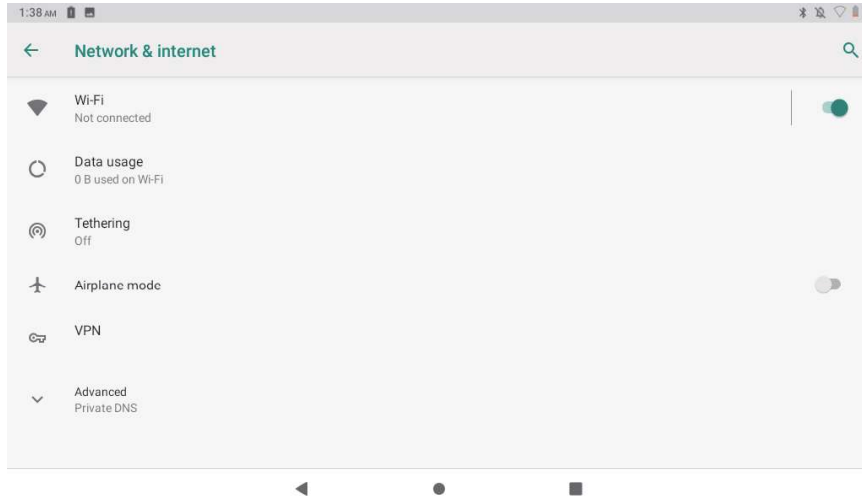 1:38 AM
Network & internet
Wi-Fi
Not connected
Data usage
0 B used on Wi-Fi
Tethering
Off
Airplane mode
VPN
Advanced
Private DNS